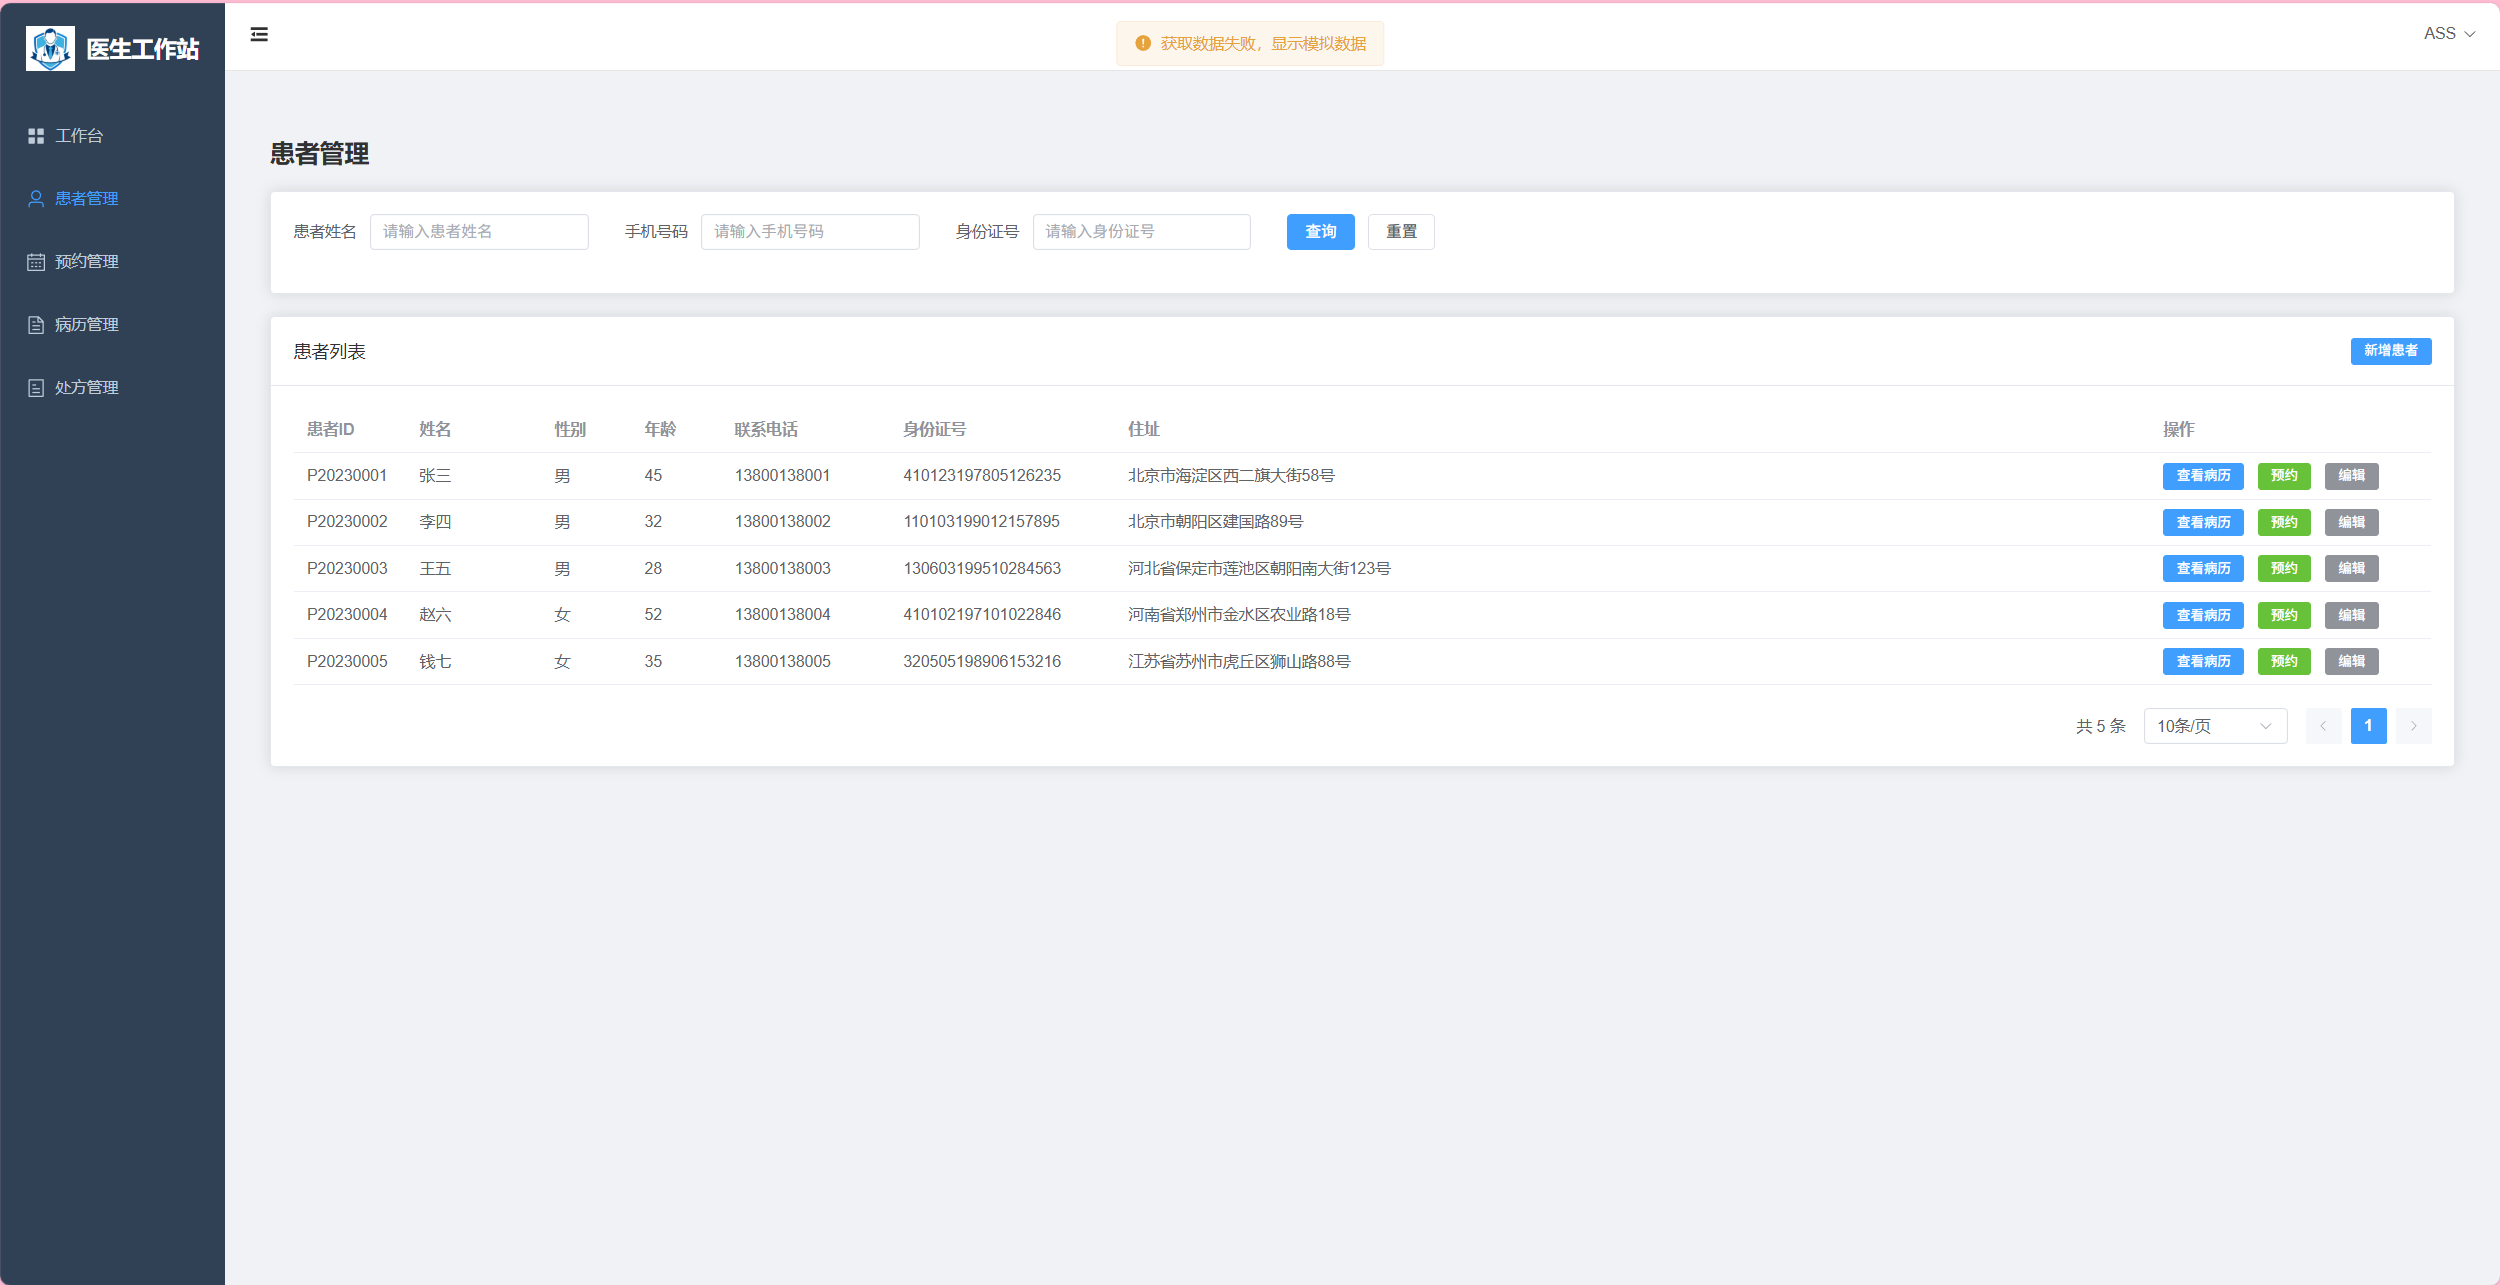 医生工作站
获取数据失败，显示模拟数据
ASS
工作台
患者管理
预约管理
病历管理
处方管理
患者管理
患者姓名 请输入患者姓名 手机号码 请输入手机号码 身份证号 请输入身份证号 查询 重置
患者列表 新增患者
患者ID 姓名 性别 年龄 联系电话 身份证号 住址 操作
P20230001 张三 男 45 13800138001 410123197805126235 北京市海淀区西二旗大街58号 查看病历 预约 编辑
P20230002 李四 男 32 13800138002 110103199012157895 北京市朝阳区建国路89号 查看病历 预约 编辑
P20230003 王五 男 28 13800138003 130603199510284563 河北省保定市莲池区朝阳南大街123号 查看病历 预约 编辑
P20230004 赵六 女 52 13800138004 410102197101022846 河南省郑州市金水区农业路18号 查看病历 预约 编辑
P20230005 钱七 女 35 13800138005 320505198906153216 江苏省苏州市虎丘区狮山路88号 查看病历 预约 编辑
共 5 条 10条/页 1